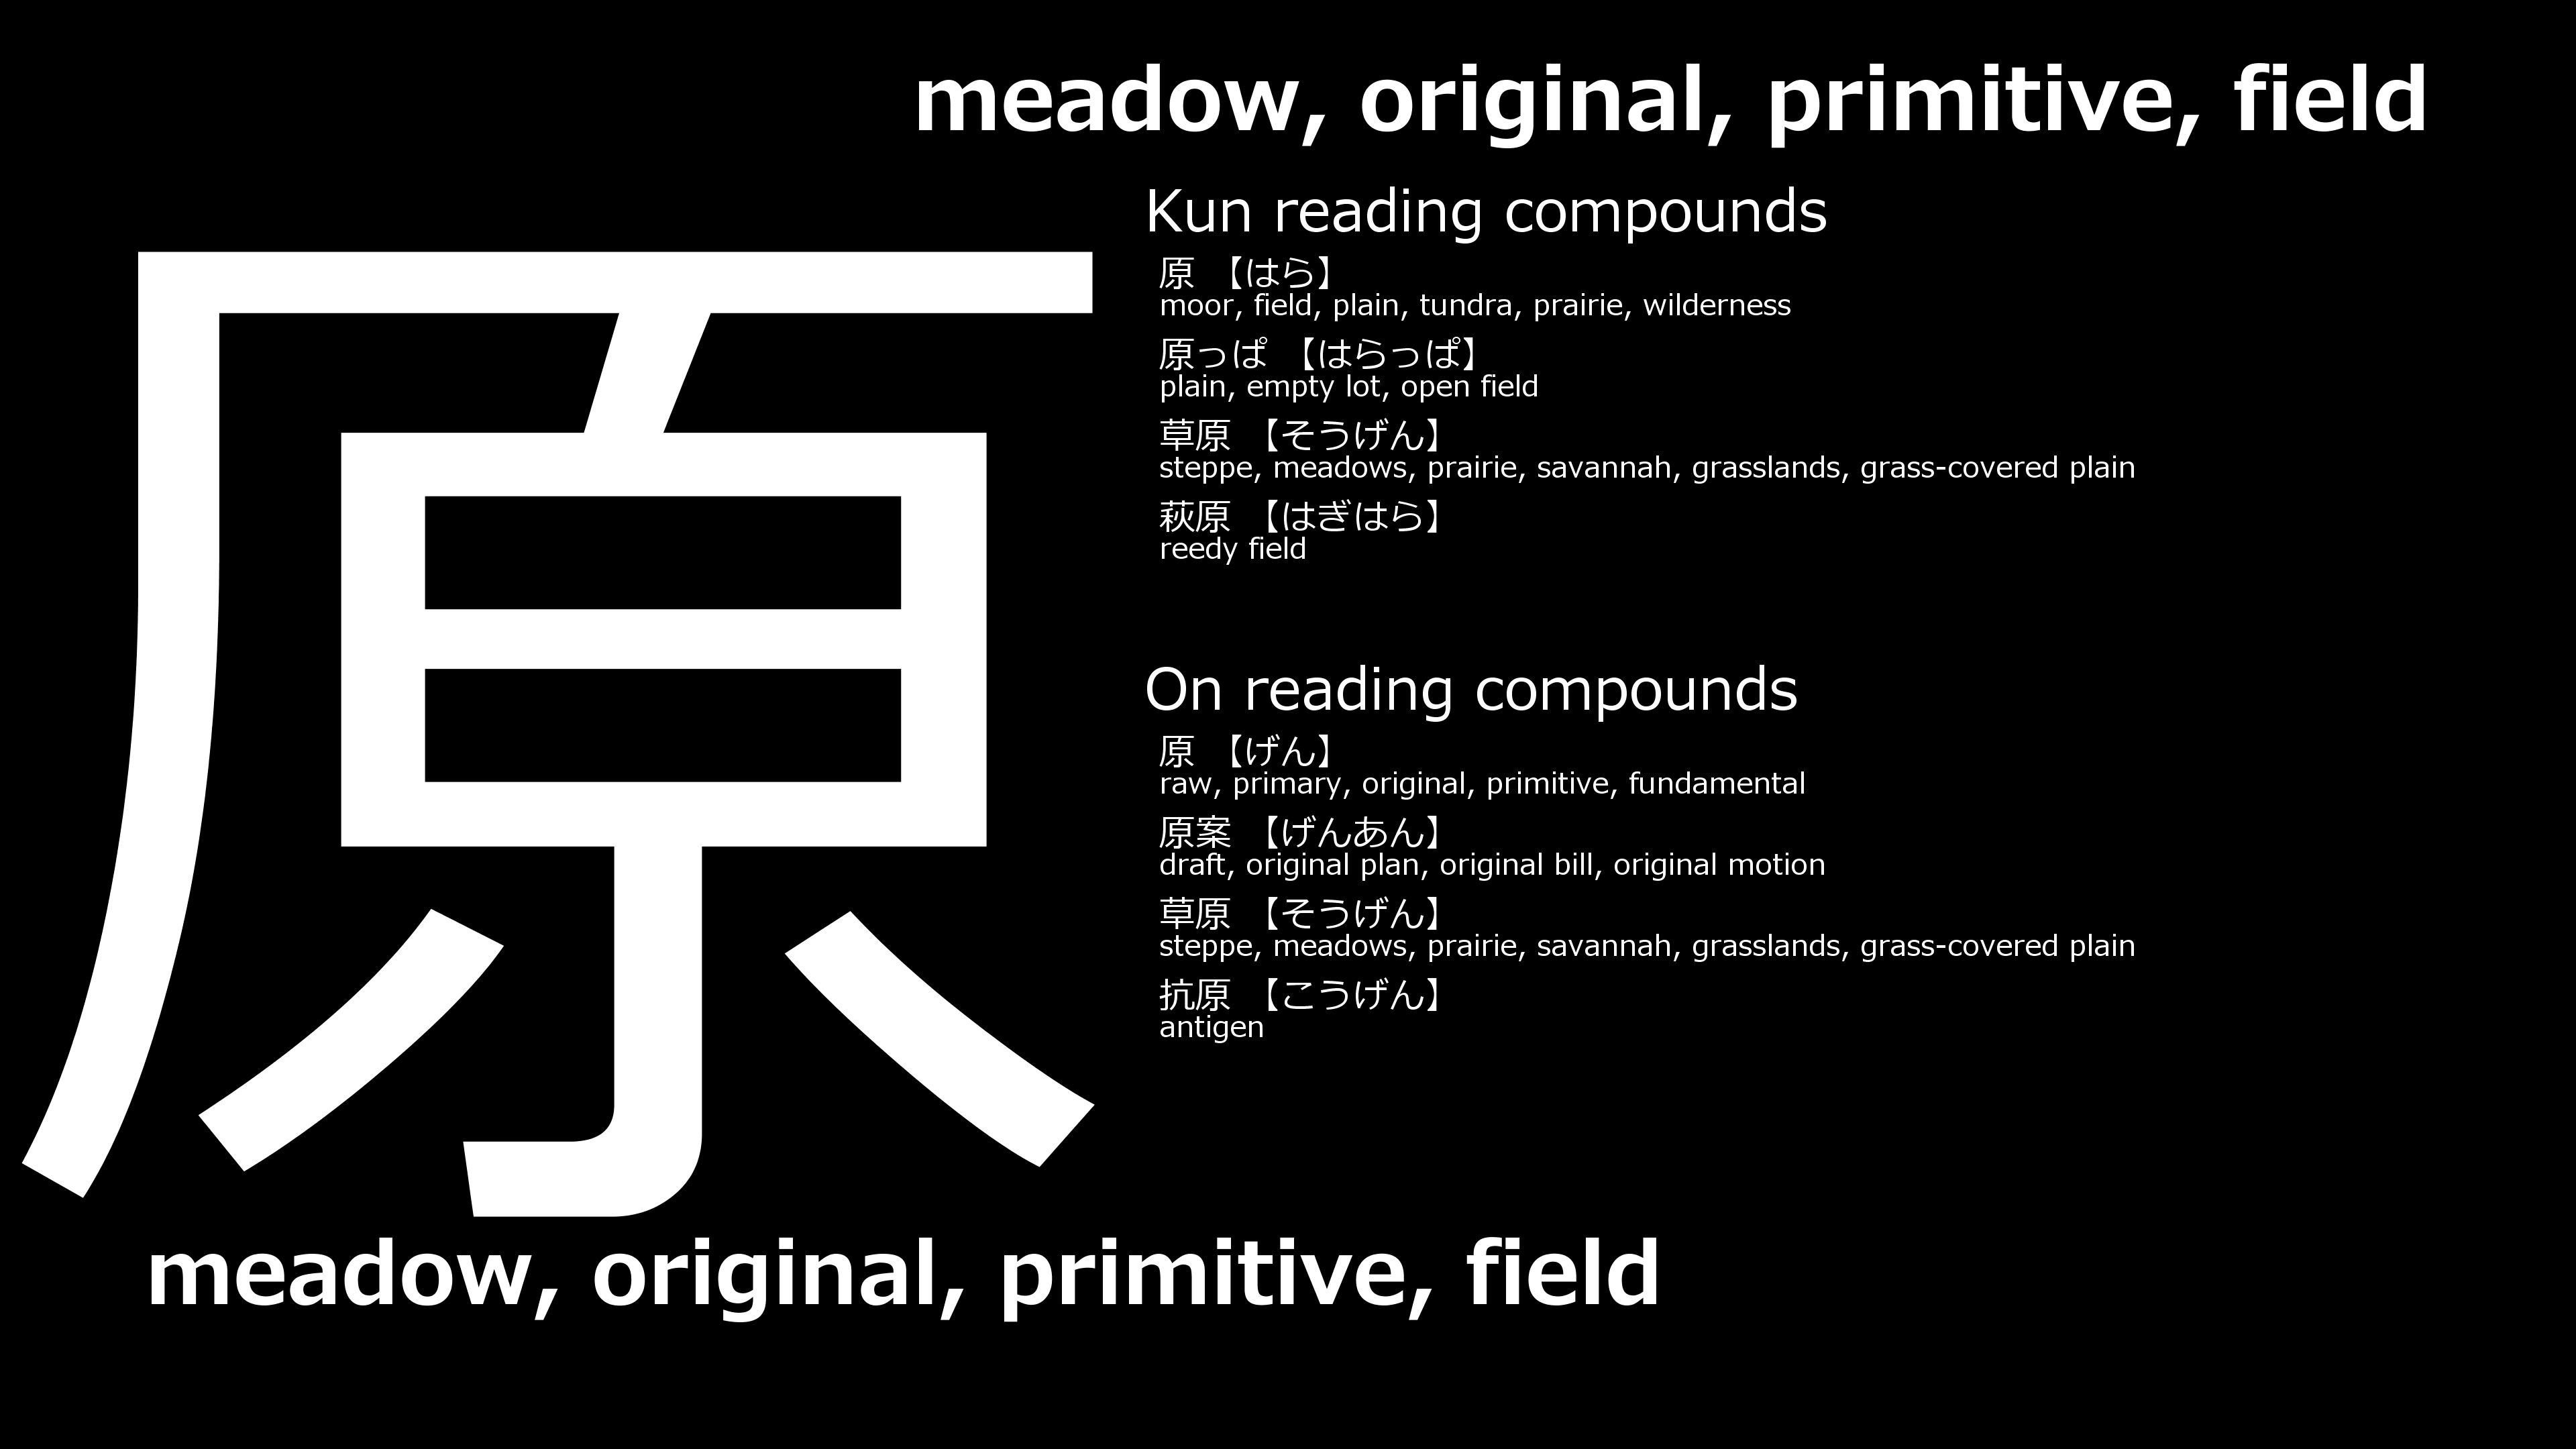 meadow, original, primitive, field
原
Kun reading compounds
原 【はら】
moor, field, plain, tundra, prairie, wilderness
原っぱ 【はらっぱ】
plain, empty lot, open field
草原 【そうげん】
steppe, meadows, prairie, savannah, grasslands, grass-covered plain
萩原 【はぎはら】
reedy field
On reading compounds
原 【げん】
raw, primary, original, primitive, fundamental
原案 【げんあん】
draft, original plan, original bill, original motion
草原 【そうげん】
steppe, meadows, prairie, savannah, grasslands, grass-covered plain
抗原 【こうげん】
antigen
meadow, original, primitive, field